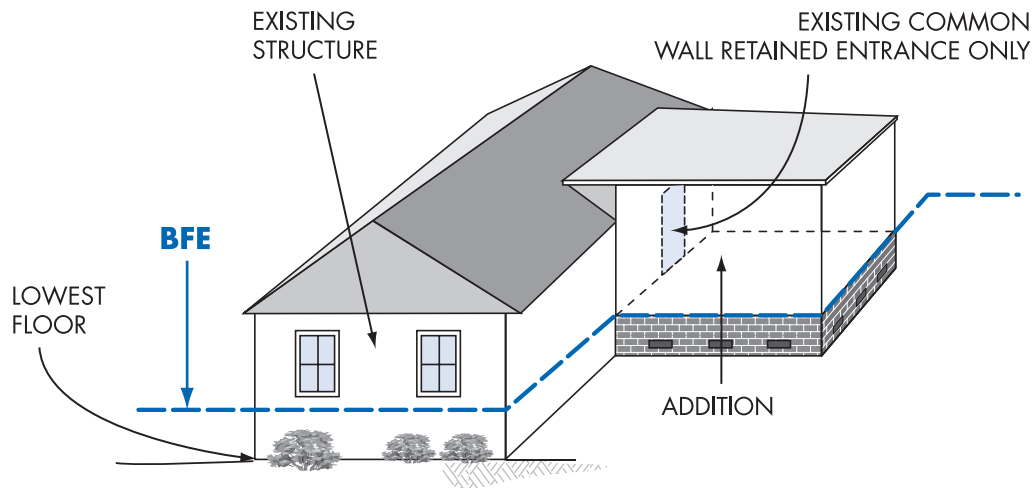 EXISTING
STRUCTURE
EXISTING COMMON
WALL RETAINED ENTRANCE ONLY
BFE
LOWEST
FLOOR
ADDITION